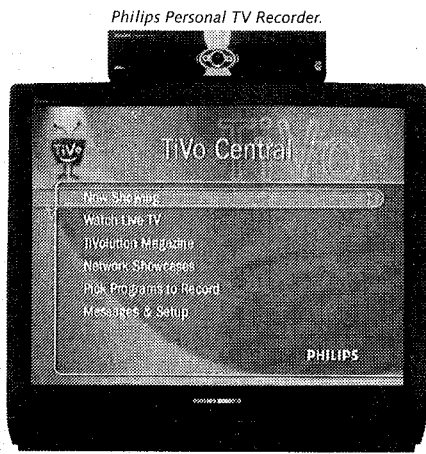 Philips Personal TV Recorder.
TiVo
TiVo Central
Now Showing
Watch Live TV
TiVolution Magazine
Network Showcases
Pick Programs to Record
Messages & Setup
PHILIPS